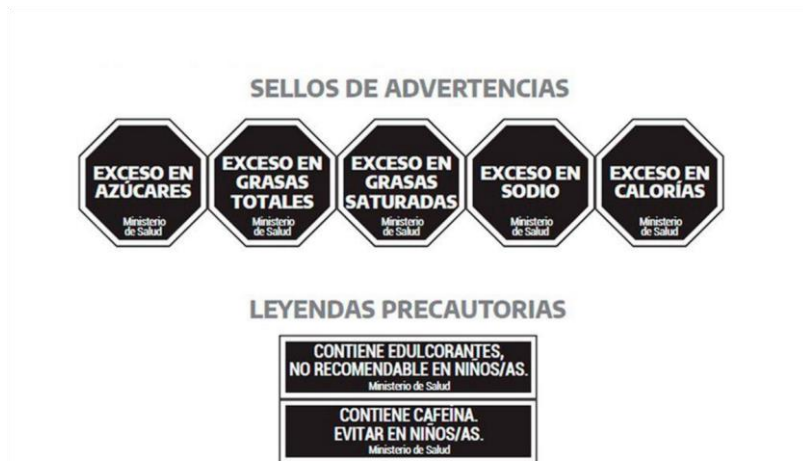 SELLOS DE ADVERTENCIAS
EXCESO EN
AZÚCARES
Ministerio
de Salud
EXCESO EN
GRASAS
TOTALES
Ministerio
de Salud
EXCESO EN
GRASAS
SATURADAS
Ministerio
de Salud
EXCESO EN
SODIO
Ministerio
de Salud
EXCESO EN
CALORÍAS
Ministerio
de Salud
LEYENDAS PRECAUTORIAS
CONTIENE EDULCORANTES,
NO RECOMENDABLE EN NIÑOS/AS.
Ministerio de Salud
CONTIENE CAFEÍNA.
EVITAR EN NIÑOS/AS.
Ministerio de Salud